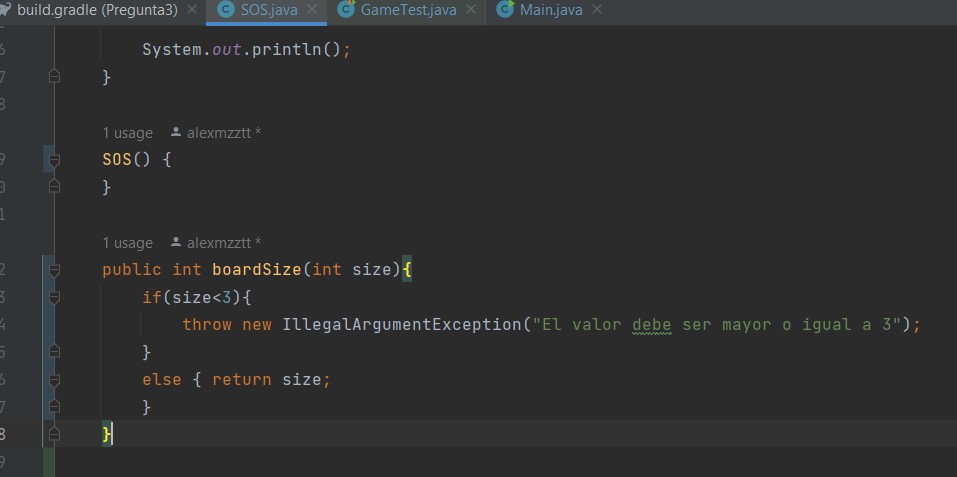 build.gradle (Pregunta3) SOS.java GameTest.java Main.java
6 System.out.println();
7 }
8
1 usage alexmzztt *
9 SOS() {
0 }
1
1 usage alexmzztt *
2 public int boardSize(int size){
3 if(size<3){
4 throw new IllegalArgumentException("El valor debe ser mayor o igual a 3");
5 }
6 else { return size;
7 }
8 }
9